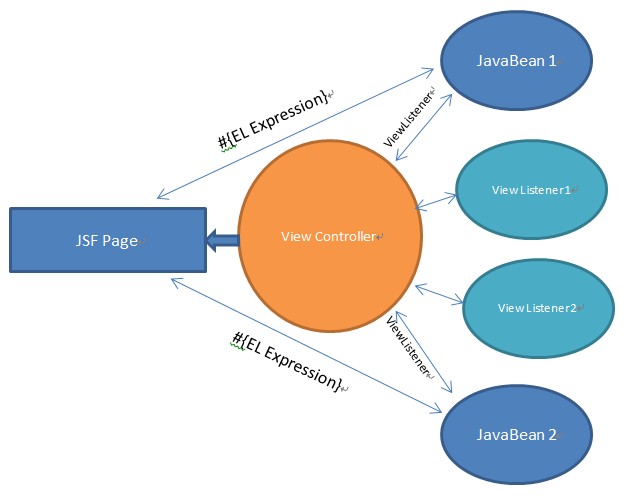 JavaBean 1
#{EL Expression}
ViewListener
View Listener1
JSF Page
View Controller
View Listener2
ViewListener
#{EL Expression}
JavaBean 2